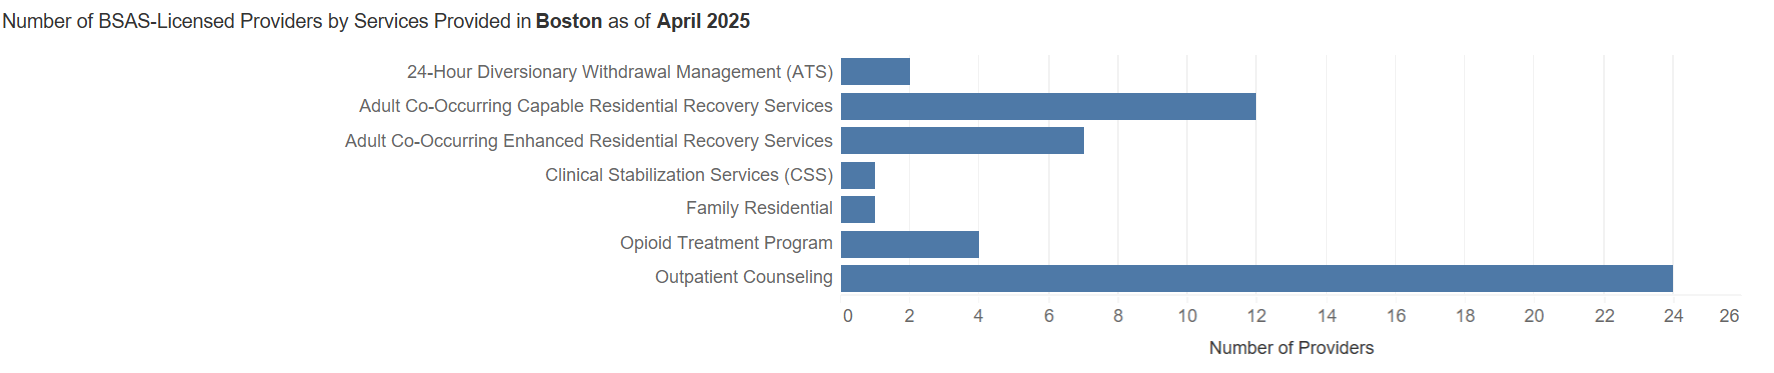 Number of BSAS-Licensed Providers by Services Provided in Boston as of April 2025
24-Hour Diversionary Withdrawal Management (ATS)
Adult Co-Occurring Capable Residential Recovery Services
Adult Co-Occurring Enhanced Residential Recovery Services
Clinical Stabilization Services (CSS)
Family Residential
Opioid Treatment Program
Outpatient Counseling
0 2 4 6 8 10 12 14 16 18 20 22 24 26
Number of Providers